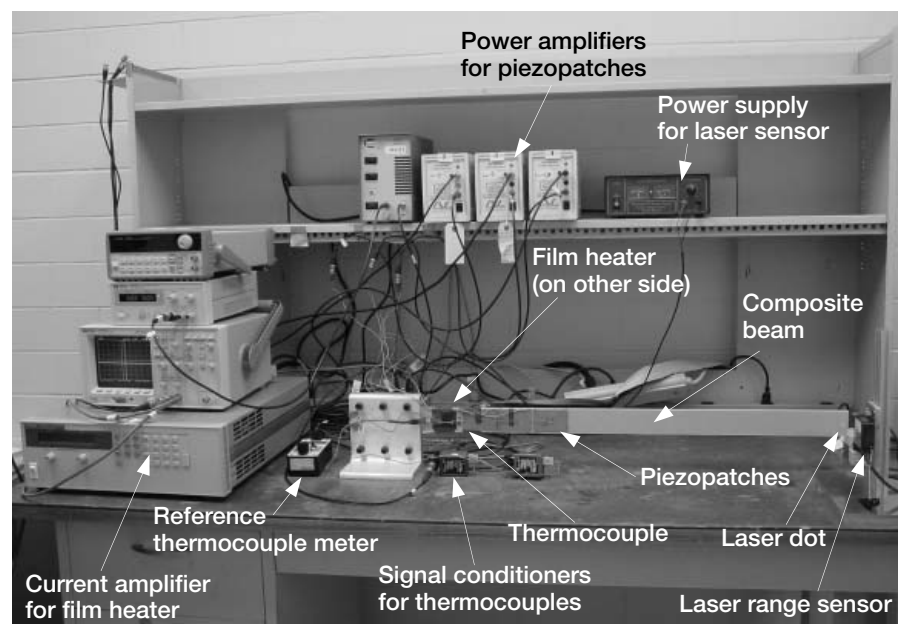 Power amplifiers
for piezopatches
Power supply
for laser sensor
Film heater
(on other side)
Composite
beam
Piezopatches
Reference
thermocouple meter
Thermocouple
Laser dot
Current amplifier
for film heater
Signal conditioners
for thermocouples
Laser range sensor